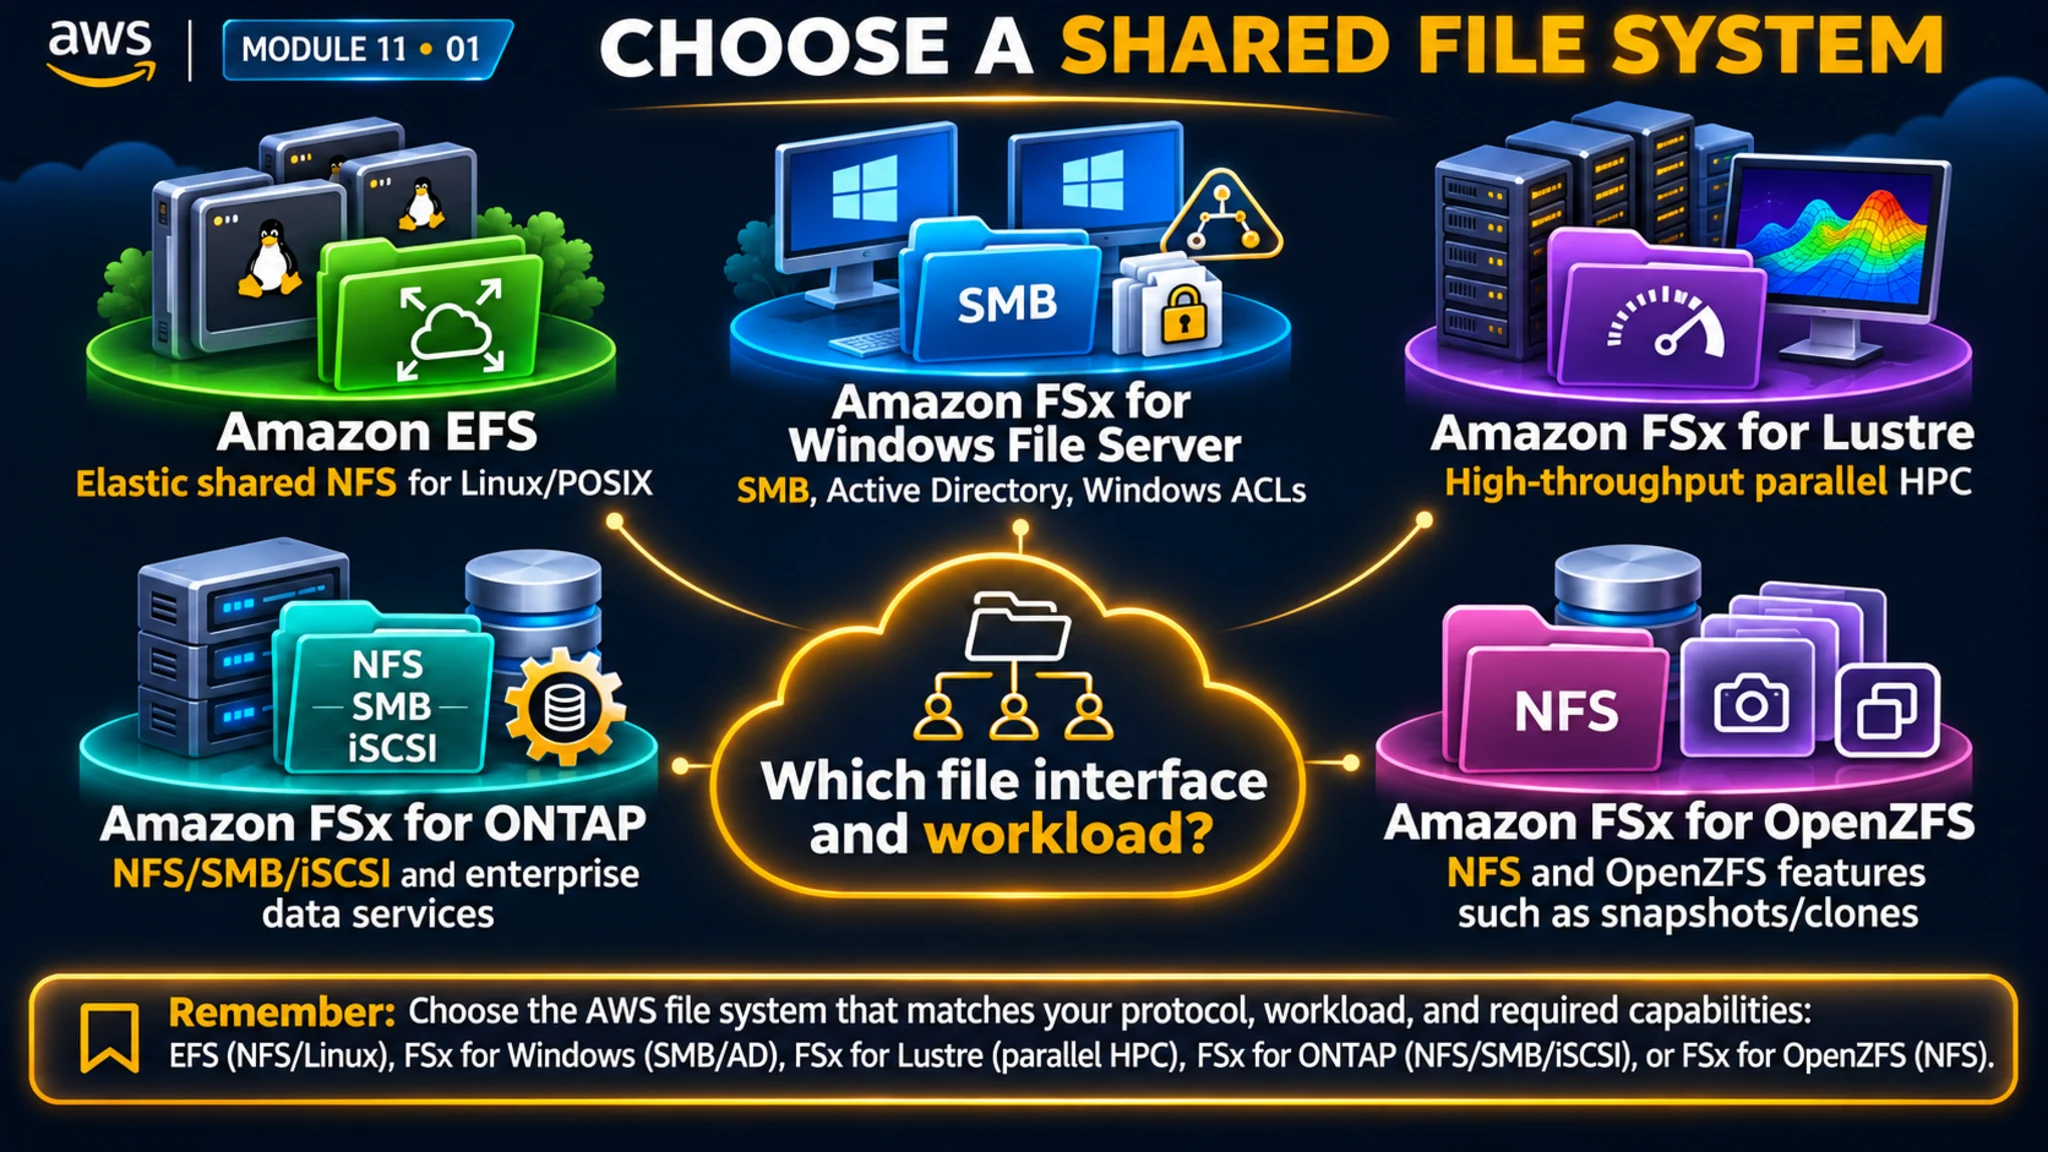 aws
MODULE 11 • 01
CHOOSE A SHARED FILE SYSTEM
Amazon EFS
Elastic shared NFS for Linux/POSIX
SMB
Amazon FSx for
Windows File Server
SMB, Active Directory, Windows ACLs
Amazon FSx for Lustre
High-throughput parallel HPC
NFS
SMB
iSCSI
Amazon FSx for ONTAP
NFS/SMB/iSCSI and enterprise
data services
Which file interface
and workload?
NFS
Amazon FSx for OpenZFS
NFS and OpenZFS features
such as snapshots/clones
Remember: Choose the AWS file system that matches your protocol, workload, and required capabilities:
EFS (NFS/Linux), FSx for Windows (SMB/AD), FSx for Lustre (parallel HPC), FSx for ONTAP (NFS/SMB/iSCSI), or FSx for OpenZFS (NFS).